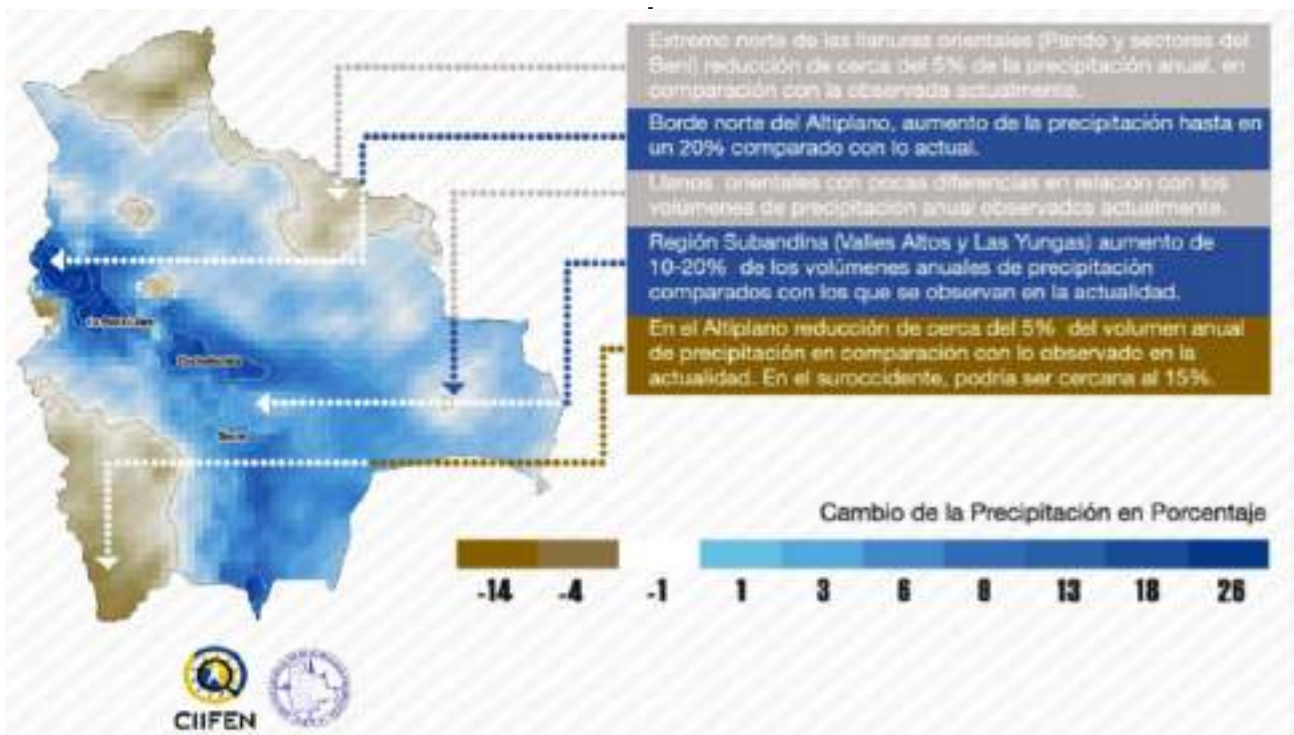 Extremo norte de las llanuras orientales (Pando y sectores del
Beni) reducción de cerca del 5% de la precipitación anual, en
comparación con la observada actualmente.
Borde norte del Altiplano, aumento de la precipitación hasta en
un 20% comparado con lo actual.
Llanos orientales con pocas diferencias en relación con los
volúmenes de precipitación anual observados actualmente.
Región Subandina (Valles Altos y Las Yungas) aumento de
10-20% de los volúmenes anuales de precipitación
comparados con los que se observan en la actualidad.
En el Altiplano reducción de cerca del 5% del volumen anual
de precipitación en comparación con lo observado en la
actualidad. En el suroccidente, podría ser cercana al 15%.
Cochabamba
Sucre
Cambio de la Precipitación en Porcentaje
-14 -4 -1 1 3 6 8 13 18 26
CIIFEN